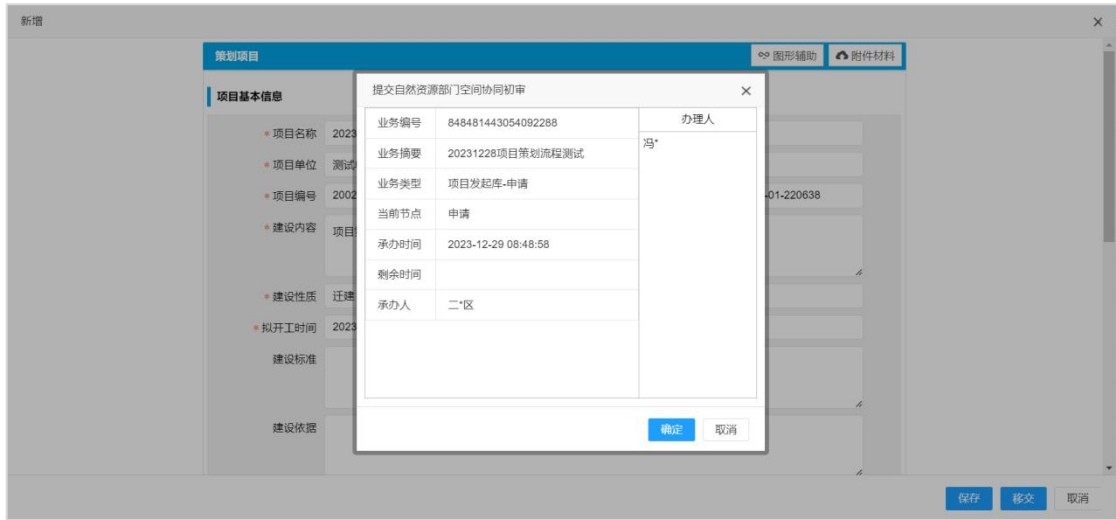 新增
策划项目
图形辅助
附件材料
项目基本信息
* 项目名称 2023
* 项目单位 测试
* 项目编号 2002
-01-220638
* 建设内容 项目
* 建设性质 迁建
* 拟开工时间 2023
建设标准
建设依据
提交自然资源部门空间协同初审
业务编号 848481443054092288
业务摘要 20231228项目策划流程测试
业务类型 项目发起库-申请
当前节点 申请
承办时间 2023-12-29 08:48:58
剩余时间
承办人 二*区
办理人
冯*
确定 取消
保存 移交 取消